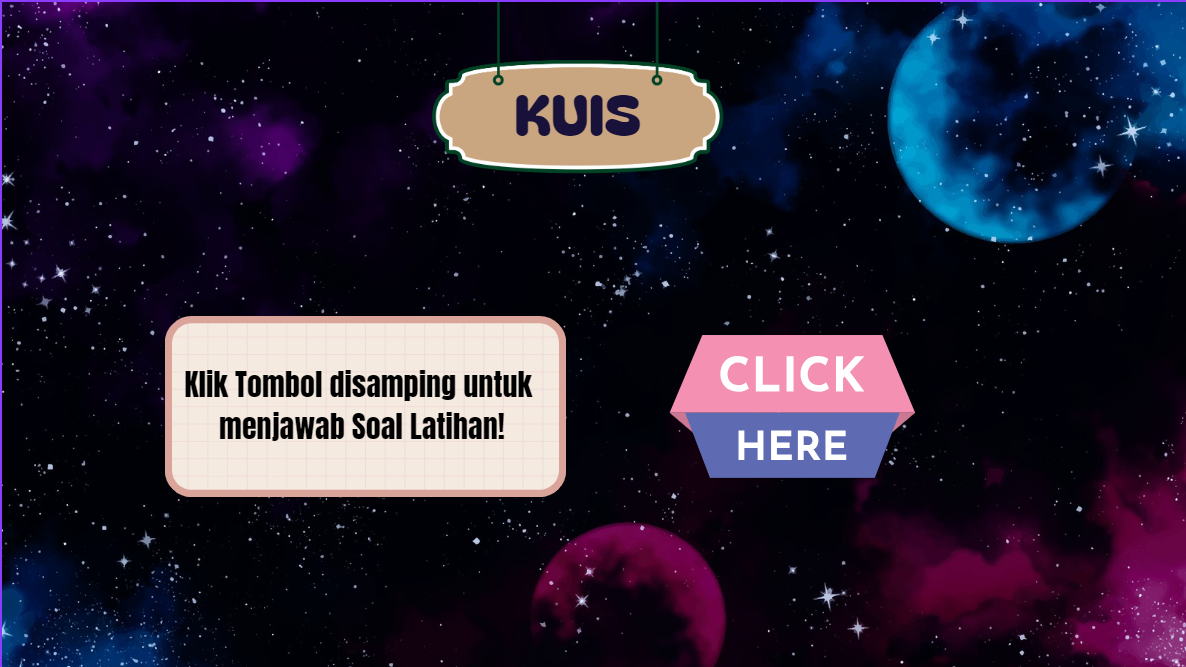 KUIS
Klik Tombol disamping untuk
menjawab Soal Latihan!
CLICK
HERE